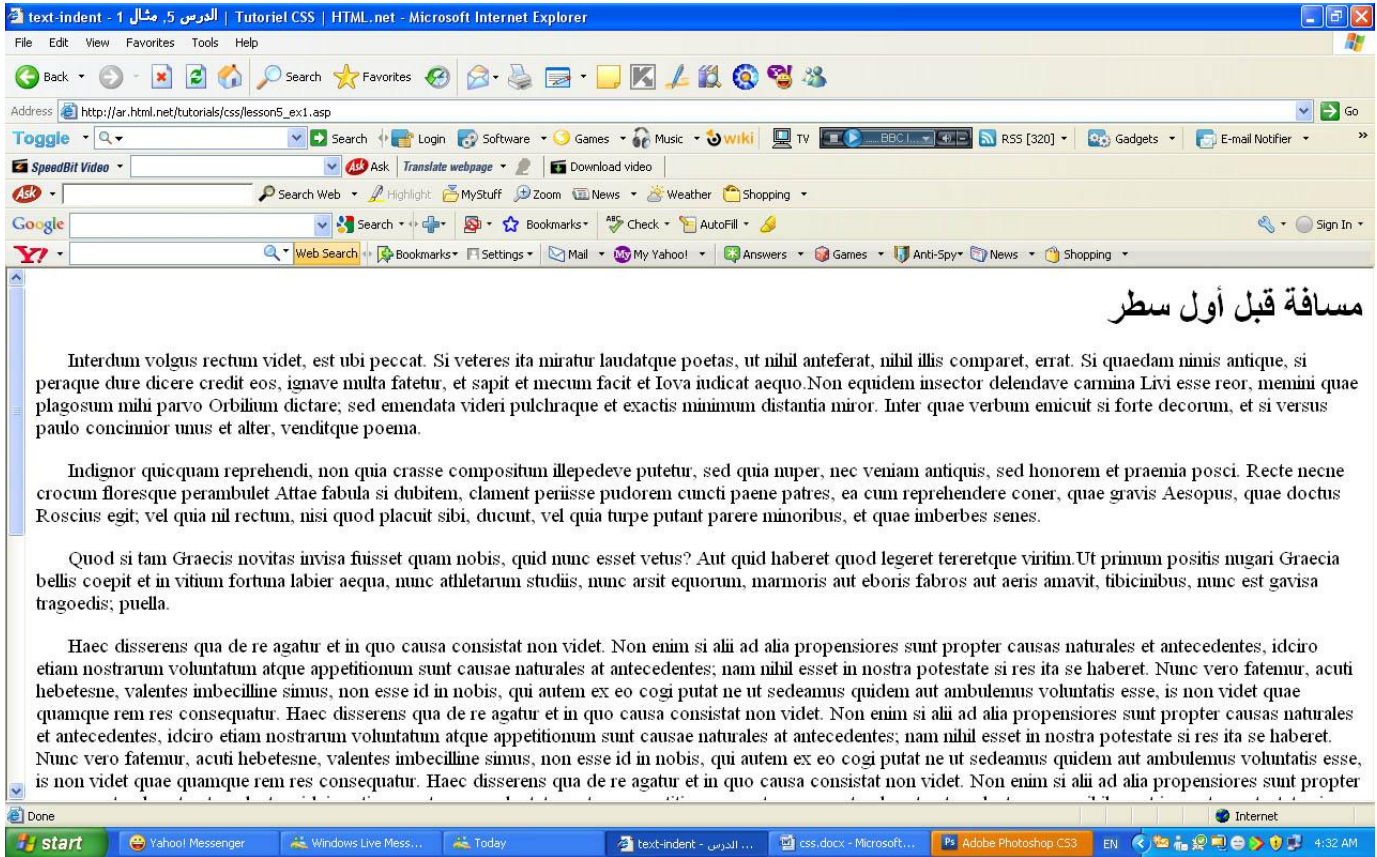 text-indent - 1 الدرس 5, مثال | Tutoriel CSS | HTML.net - Microsoft Internet Explorer
File Edit View Favorites Tools Help
Back Search Favorites
Address http://ar.html.net/tutorials/css/lesson5_ex1.asp Go
Toggle Search Login Software Games Music wiki TV ..... BBC RSS [320] Gadgets E-mail Notifier »
SpeedBit Video Ask Translate webpage Download video
Ask Search Web Highlight MyStuff Zoom News Weather Shopping
Google Search Bookmarks Check AutoFill Sign In
Y! Web Search Bookmarks Settings Mail My Yahoo! Answers Games Anti-Spy News Shopping
مسافة قبل أول سطر
Interdum volgus rectum videt, est ubi peccat. Si veteres ita miratur laudatque poetas, ut nihil anteferat, nihil illis comparet, errat. Si quaedam nimis antique, si
peraque dure dicere credit eos, ignave multa fatetur, et sapit et mecum facit et Iova iudicat aequo.Non equidem insector delendave carmina Livi esse reor, memini quae
plagosum mihi parvo Orbilium dictare; sed emendata videri pulchraque et exactis minimum distantia miror. Inter quae verbum emicuit si forte decorum, et si versus
paulo concinnior unus et alter, venditque poema.
Indignor quicquam reprehendi, non quia crasse compositum illepedeve putetur, sed quia nuper, nec veniam antiquis, sed honorem et praemia posci. Recte necne
crocum floresque perambulet Attae fabula si dubitem, clament periisse pudorem cuncti paene patres, ea cum reprehendere coner, quae gravis Aesopus, quae doctus
Roscius egit; vel quia nil rectum, nisi quod placuit sibi, ducunt, vel quia turpe putant parere minoribus, et quae imberbes senes.
Quod si tam Graecis novitas invisa fuisset quam nobis, quid nunc esset vetus? Aut quid haberet quod legeret tereretque viritim.Ut primum positis nugari Graecia
bellis coepit et in vitium fortuna labier aequa, nunc athletarum studiis, nunc arsit equorum, marmoris aut eboris fabros aut aeris amavit, tibicinibus, nunc est gavisa
tragoedis; puella.
Haec disserens qua de re agatur et in quo causa consistat non videt. Non enim si alii ad alia propensiores sunt propter causas naturales et antecedentes, idciro
etiam nostrarum voluntatum atque appetitionum sunt causae naturales at antecedentes; nam nihil esset in nostra potestate si res ita se haberet. Nunc vero fatemur, acuti
hebetesne, valentes imbecilline simus, non esse id in nobis, qui autem ex eo cogi putat ne ut sedeamus quidem aut ambulemus voluntatis esse, is non videt quae
quamque rem res consequatur. Haec disserens qua de re agatur et in quo causa consistat non videt. Non enim si alii ad alia propensiores sunt propter causas naturales
et antecedentes, idciro etiam nostrarum voluntatum atque appetitionum sunt causae naturales at antecedentes; nam nihil esset in nostra potestate si res ita se haberet.
Nunc vero fatemur, acuti hebetesne, valentes imbecilline simus, non esse id in nobis, qui autem ex eo cogi putat ne ut sedeamus quidem aut ambulemus voluntatis esse,
is non videt quae quamque rem res consequatur. Haec disserens qua de re agatur et in quo causa consistat non videt. Non enim si alii ad alia propensiores sunt propter
Done Internet
start Yahoo! Messenger Windows Live Mess... Today text-indent - الدرس ... css.docx - Microsoft... Adobe Photoshop CS3 EN 4:32 AM